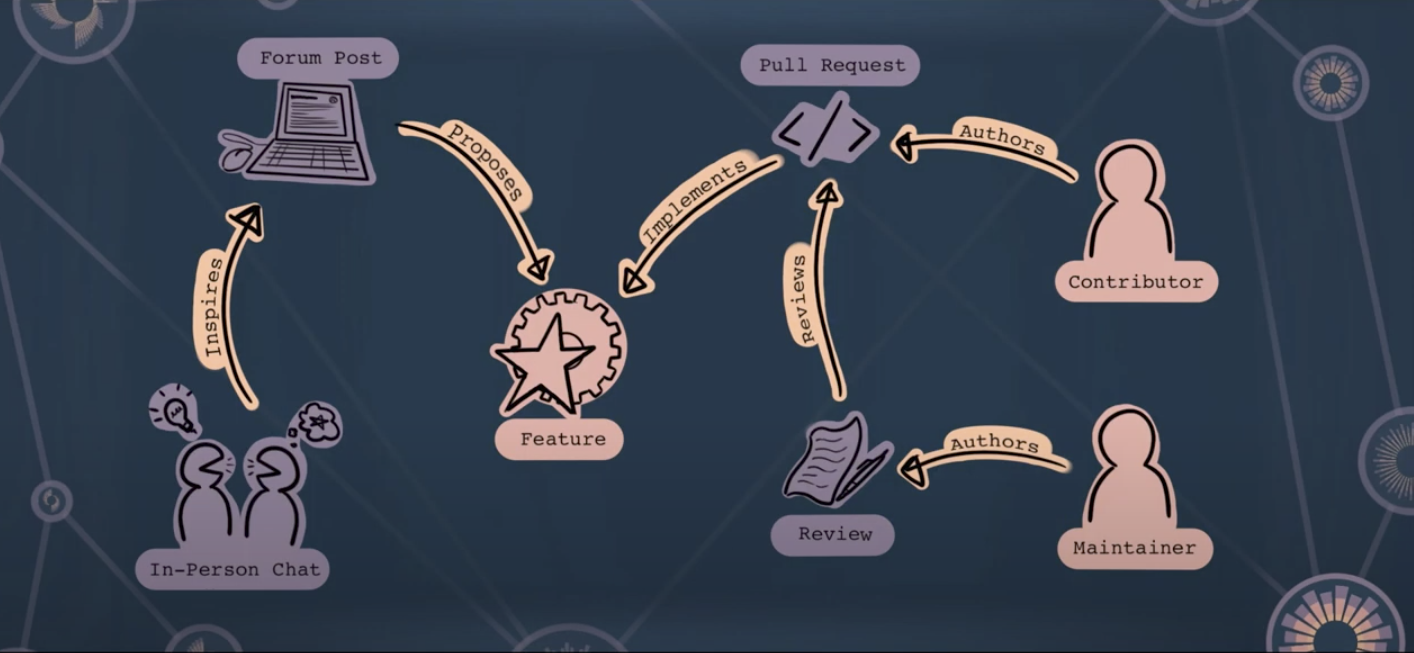 Forum Post
Pull Request
Proposes
Authors
Implements
Inspires
Reviews
Contributor
Feature
Authors
Review
Maintainer
In-Person Chat